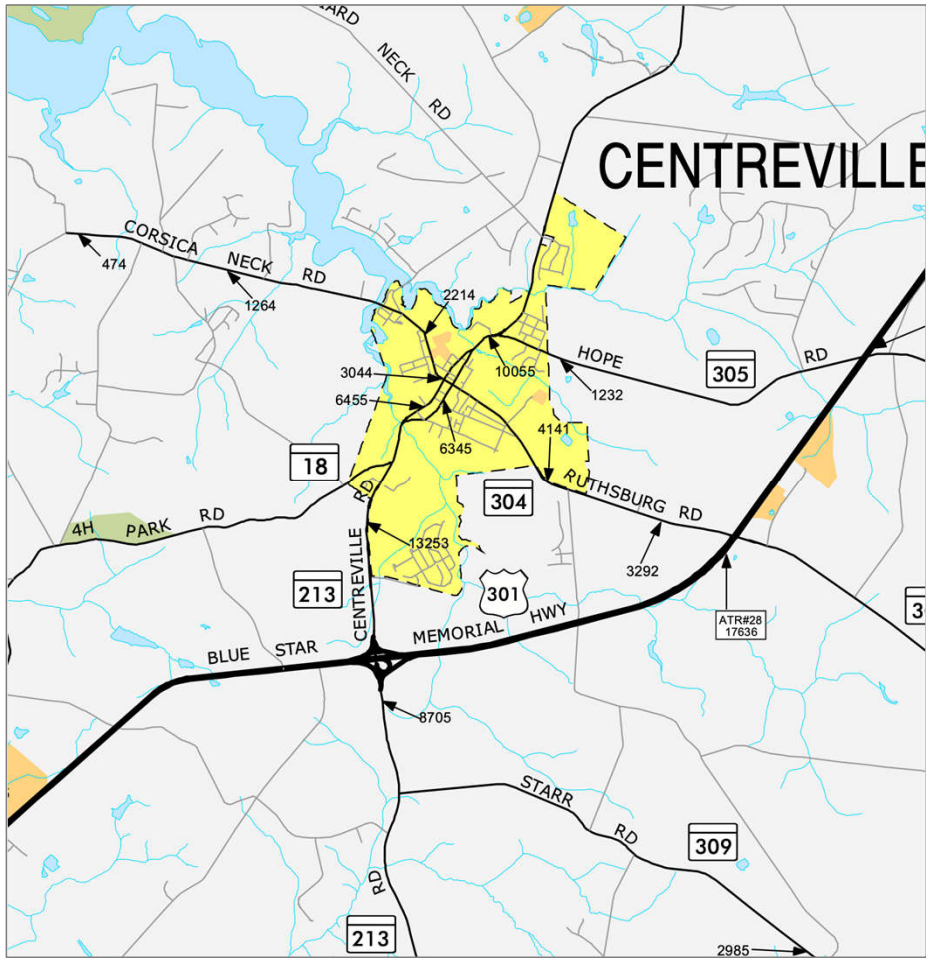 NECK
RD
CENTREVILLE
CORSICA
NECK
RD
474
1264
2214
3044
10055
HOPE
RD
305
1232
6455
6345
4141
18
304
RUTHSBURG
RD
4H
PARK
RD
RD
13253
3292
213
CENTREVILLE
301
ATR#28
17636
BLUE
STAR
MEMORIAL
HWY
8705
STARR
RD
309
RD
213
2985